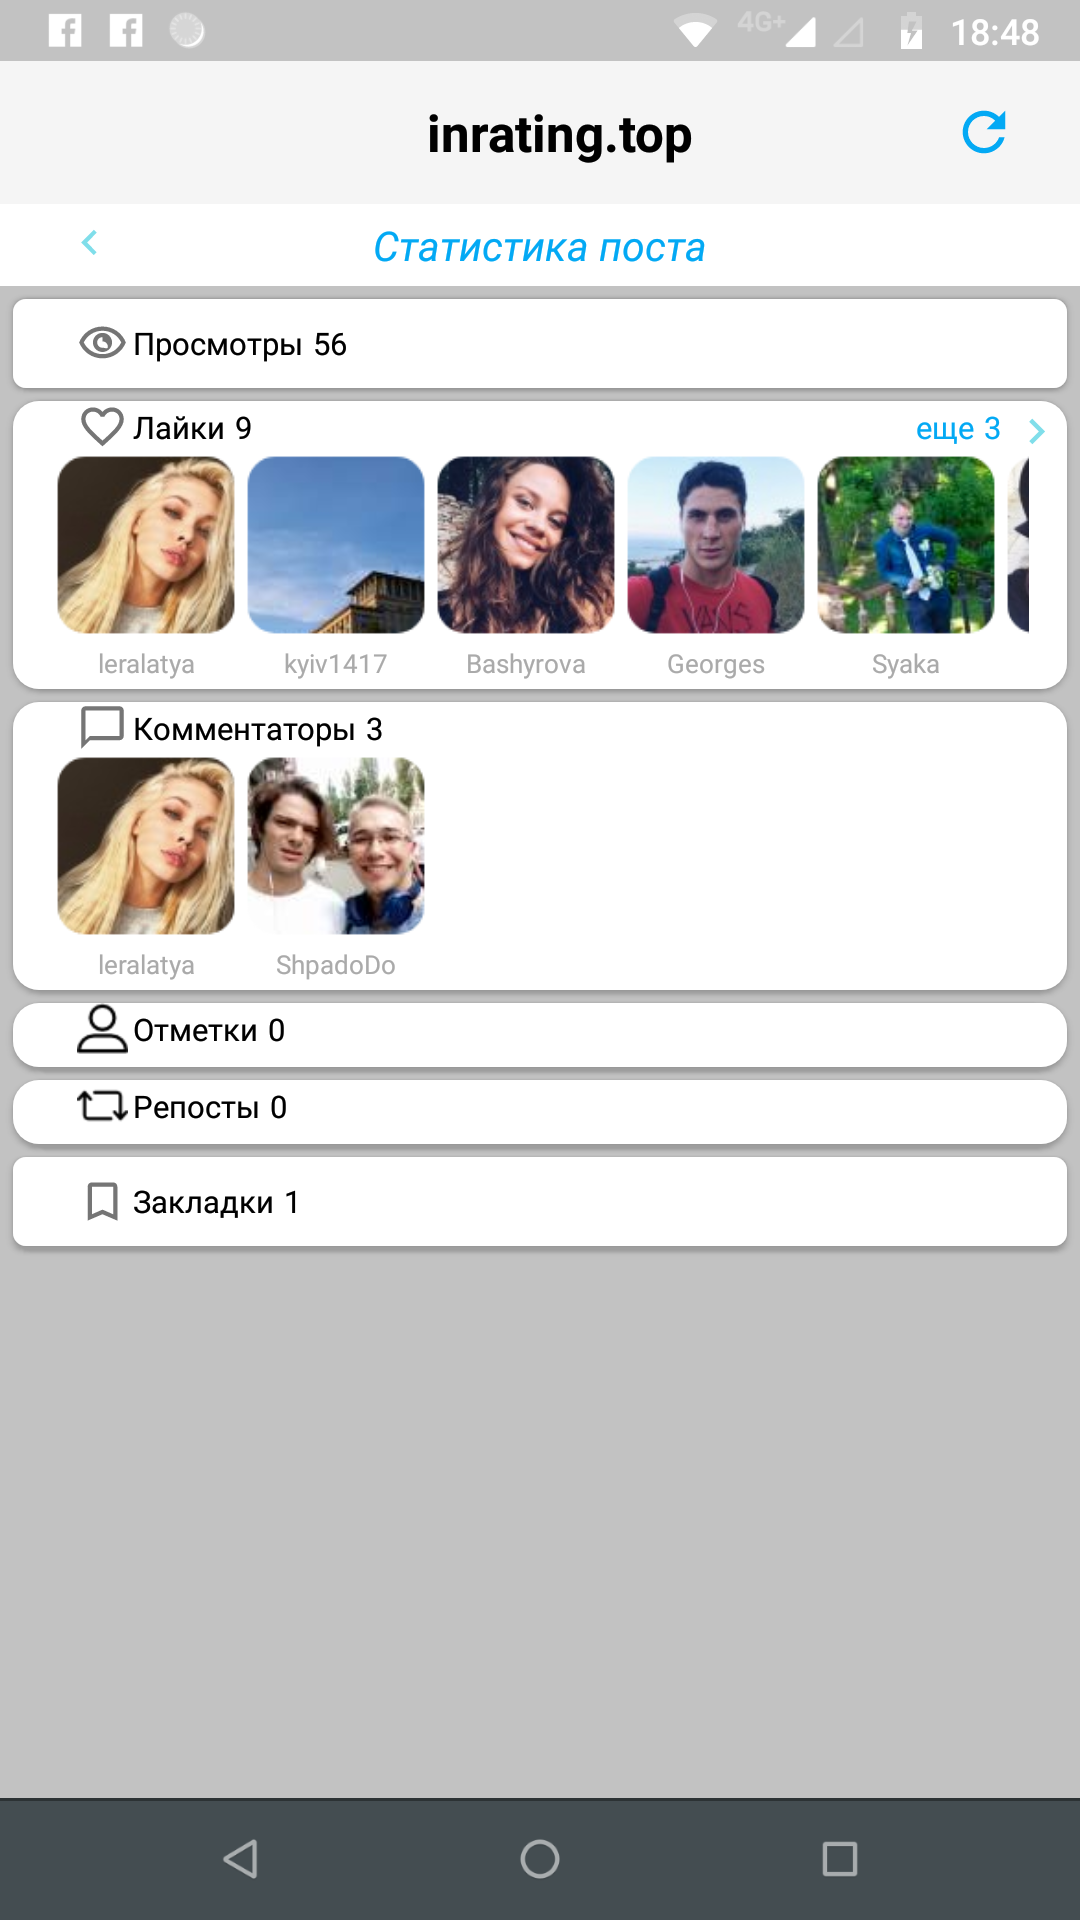 4G+ 18:48
inrating.top
Статистика поста
Просмотры 56
Лайки 9 еще 3
leralatya kyiv1417 Bashyrova Georges Syaka
Комментаторы 3
leralatya ShpadoDo
Отметки 0
Репосты 0
Закладки 1